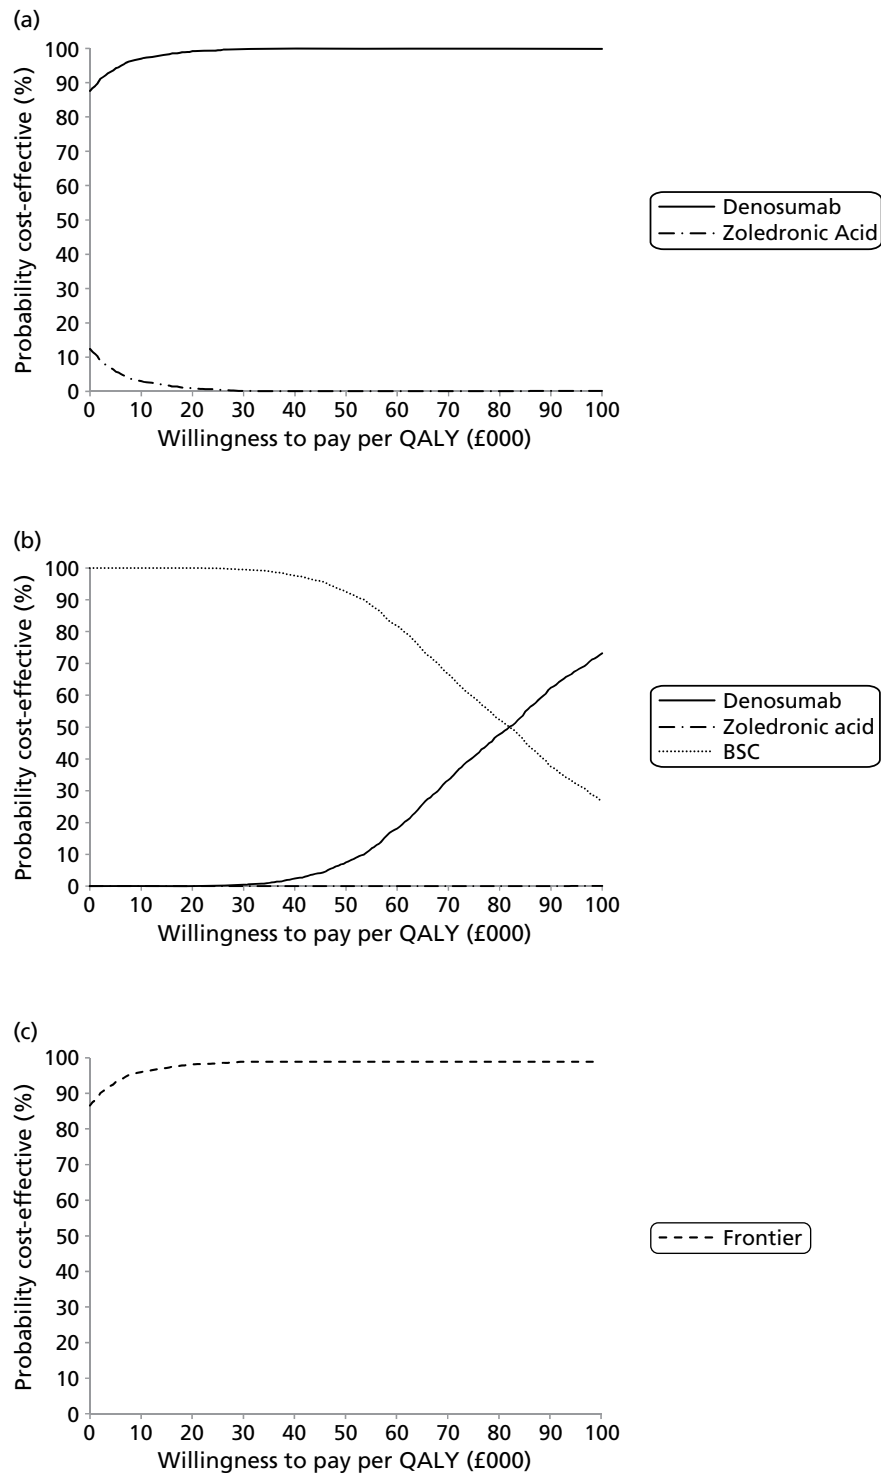 (a)
Probability cost-effective (%)
100
90
80
70
60
50
40
30
20
10
0
0 10 20 30 40 50 60 70 80 90 100
Willingness to pay per QALY (£000)
Denosumab
Zoledronic Acid
(b)
Probability cost-effective (%)
100
90
80
70
60
50
40
30
20
10
0
0 10 20 30 40 50 60 70 80 90 100
Willingness to pay per QALY (£000)
Denosumab
Zoledronic acid
BSC
(c)
Probability cost-effective (%)
100
90
80
70
60
50
40
30
20
10
0
0 10 20 30 40 50 60 70 80 90 100
Willingness to pay per QALY (£000)
Frontier